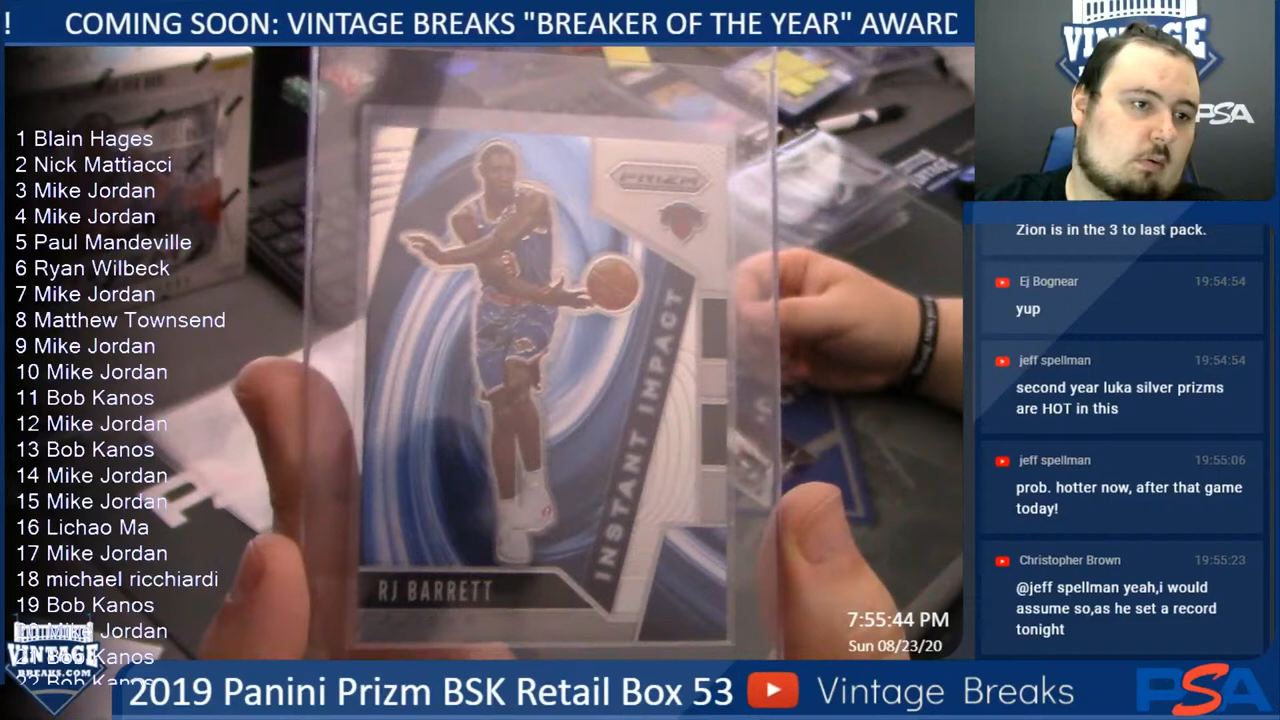 ! COMING SOON: VINTAGE BREAKS "BREAKER OF THE YEAR" AWARD
1 Blain Hages
2 Nick Mattiacci
3 Mike Jordan
4 Mike Jordan
5 Paul Mandeville
6 Ryan Wilbeck
7 Mike Jordan
8 Matthew Townsend
9 Mike Jordan
10 Mike Jordan
11 Bob Kanos
12 Mike Jordan
13 Bob Kanos
14 Mike Jordan
15 Mike Jordan
16 Lichao Ma
17 Mike Jordan
18 michael ricchiardi
19 Bob Kanos
Jordan
Kanos
VINTAGE
BREAKS.COM
PRIZM
INSTANT IMPACT
RJ BARRETT
7:55:44 PM
Sun 08/23/20
VINTAGE
PSA
Zion is in the 3 to last pack.
Ej Bognear 19:54:54
yup
jeff spellman 19:54:54
second year luka silver prizms
are HOT in this
jeff spellman 19:55:06
prob. hotter now, after that game
today!
Christopher Brown 19:55:23
@jeff spellman yeah,i would
assume so,as he set a record
tonight
2019 Panini Prizm BSK Retail Box 53 Vintage Breaks PSA